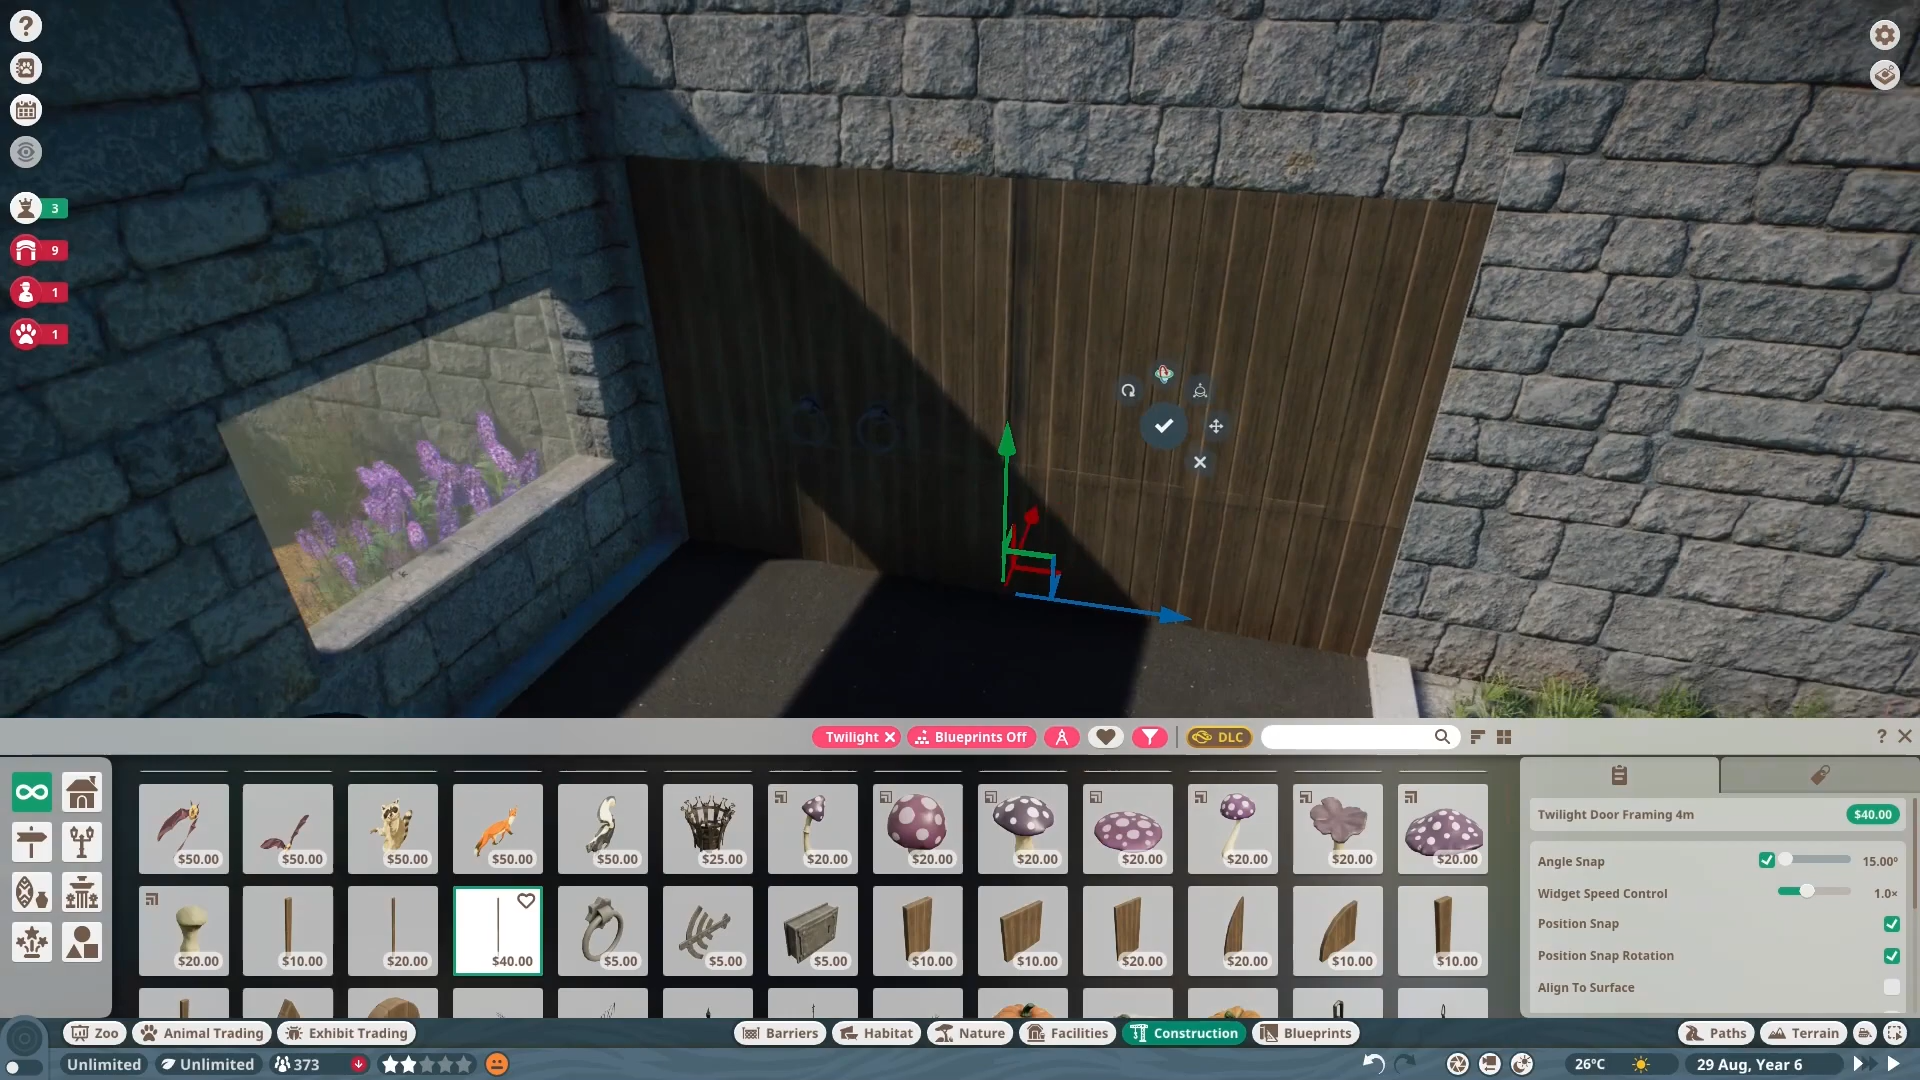 3
9
1
1
Twilight
Blueprints Off
DLC
$50.00 $50.00 $50.00 $50.00 $50.00 $25.00 $20.00 $20.00 $20.00 $20.00 $20.00 $20.00 $20.00
$20.00 $10.00 $20.00 $40.00 $5.00 $5.00 $5.00 $10.00 $10.00 $20.00 $20.00 $10.00 $10.00
Twilight Door Framing 4m $40.00
Angle Snap 15.00°
Widget Speed Control 1.0×
Position Snap
Position Snap Rotation
Align To Surface
Zoo Animal Trading Exhibit Trading Barriers Habitat Nature Facilities Construction Blueprints Paths Terrain
Unlimited Unlimited 373 26°C 29 Aug, Year 6